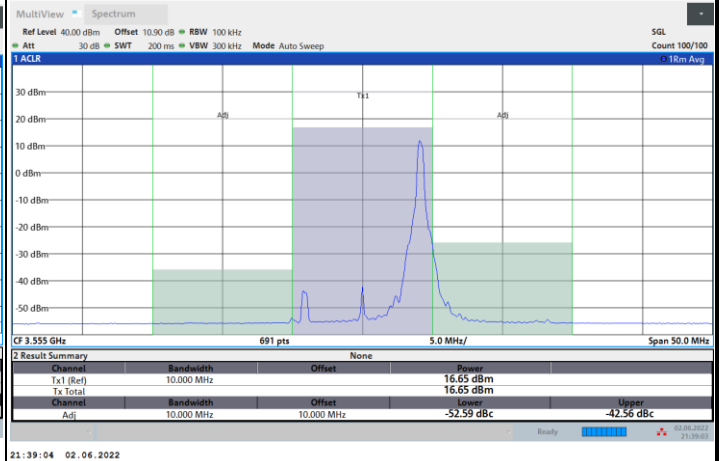 MultiView Spectrum
Ref Level 40.00 dBm Offset 10.90 dB RBW 100 kHz SGL
Att 30 dB SWT 200 ms VBW 300 kHz Mode Auto Sweep Count 100/100
1 ACLR 1Rm Avg
30 dBm
Tx1
20 dBm
Adj Adj
10 dBm
0 dBm
-10 dBm
-20 dBm
-30 dBm
-40 dBm
-50 dBm
CF 3.555 GHz 691 pts 5.0 MHz/ Span 50.0 MHz
2 Result Summary None
Channel Bandwidth Offset Power
Tx1 (Ref) 10.000 MHz 16.65 dBm
Tx Total 16.65 dBm
Channel Bandwidth Offset Lower Upper
Adj 10.000 MHz 10.000 MHz -52.59 dBc -42.56 dBc
Ready 02.06.2022
21:39:03
21:39:04 02.06.2022